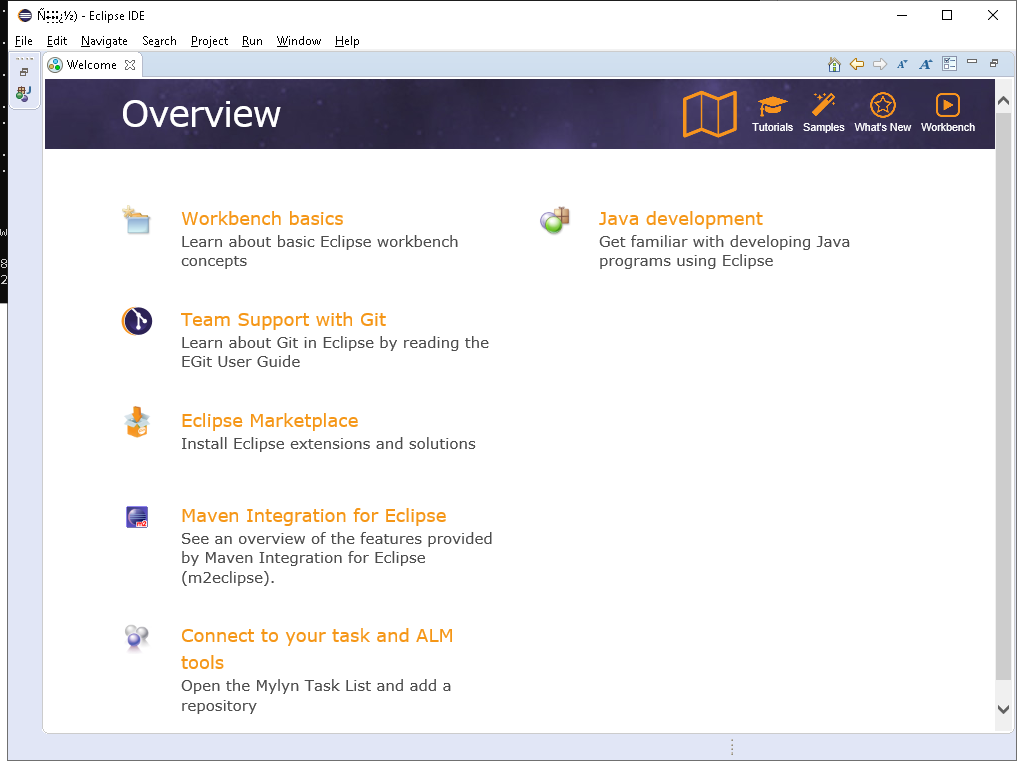 - Eclipse IDE
File Edit Navigate Search Project Run Window Help
Welcome
Overview
Tutorials Samples What's New Workbench
Workbench basics
Learn about basic Eclipse workbench
concepts
Java development
Get familiar with developing Java
programs using Eclipse
Team Support with Git
Learn about Git in Eclipse by reading the
EGit User Guide
Eclipse Marketplace
Install Eclipse extensions and solutions
Maven Integration for Eclipse
See an overview of the features provided
by Maven Integration for Eclipse
(m2eclipse).
Connect to your task and ALM
tools
Open the Mylyn Task List and add a
repository